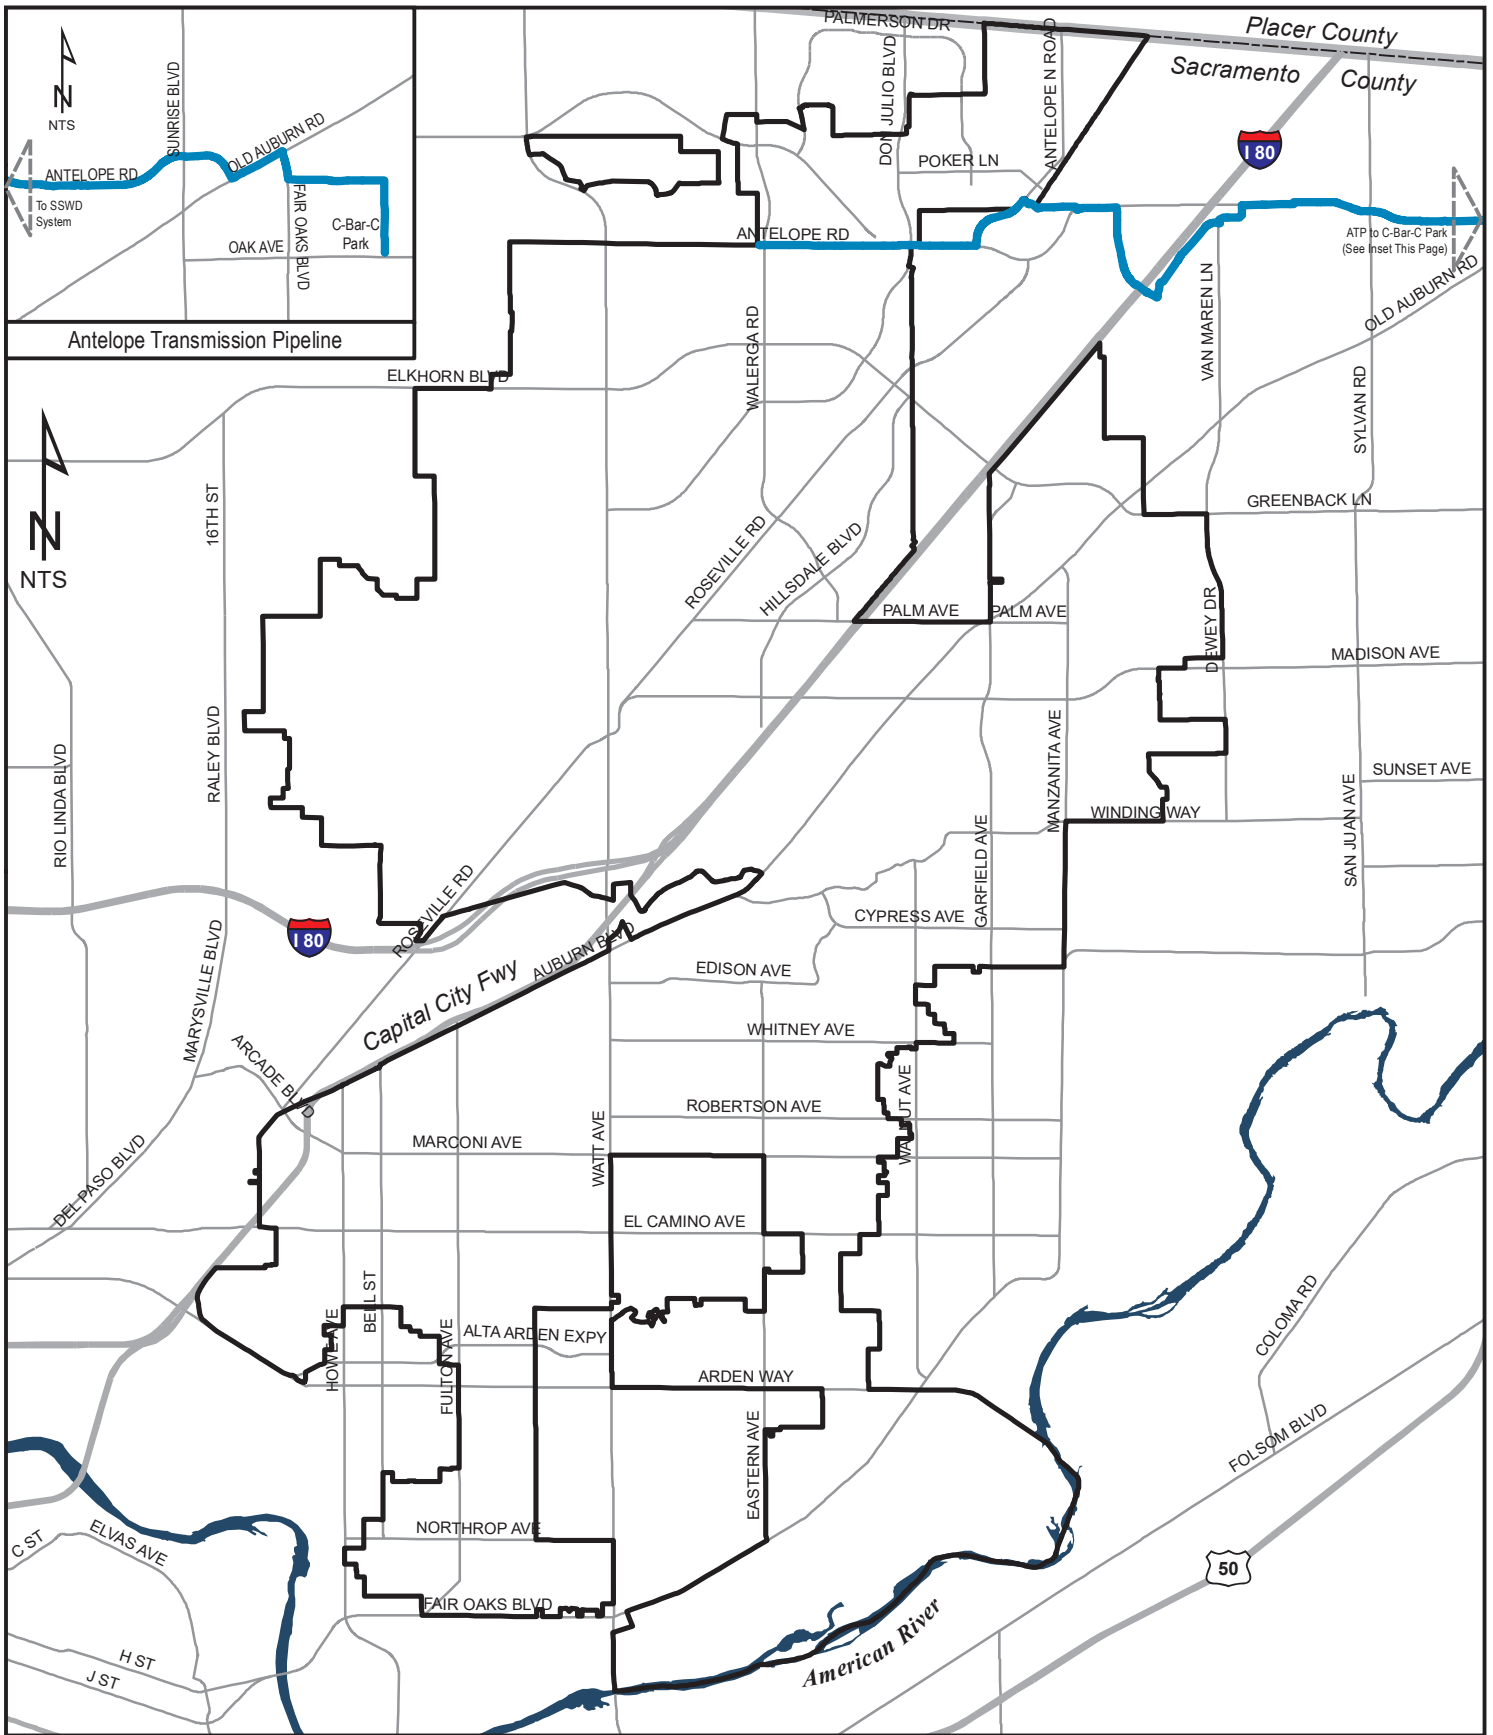 PALMERSON DR
Placer County
Sacramento County
DON JULIO BLVD
ANTELOPE N ROAD
I 80
POKER LN
N
NTS
SUNRISE BLVD
OLD AUBURN RD
ANTELOPE RD
To SSWD
System
FAIR OAKS BLVD
C-Bar-C
Park
OAK AVE
Antelope Transmission Pipeline
ANTELOPE RD
ATP to C-Bar-C Park
(See Inset This Page)
OLD AUBURN RD
VAN MAREN LN
WALERGA RD
ELKHORN BLVD
SYLVAN RD
N
NTS
16TH ST
GREENBACK LN
ROSEVILLE RD
HILLSDALE BLVD
PALM AVE
PALM AVE
DEWEY DR
MADISON AVE
RALEY BLVD
RIO LINDA BLVD
MANZANITA AVE
SUNSET AVE
SAN JUAN AVE
WINDING WAY
GARFIELD AVE
ROSEVILLE RD
CYPRESS AVE
I 80
AUBURN BLVD
EDISON AVE
MARYSVILLE BLVD
Capital City Fwy
WHITNEY AVE
ARCADE BLVD
WALNUT AVE
ROBERTSON AVE
MARCONI AVE
WATT AVE
DEL PASO BLVD
EL CAMINO AVE
BELL ST
HOWE AVE
FULTON AVE
ALTA ARDEN EXPY
COLOMA RD
ARDEN WAY
EASTERN AVE
FOLSOM BLVD
NORTHROP AVE
C ST
ELVAS AVE
50
FAIR OAKS BLVD
American River
H ST
J ST